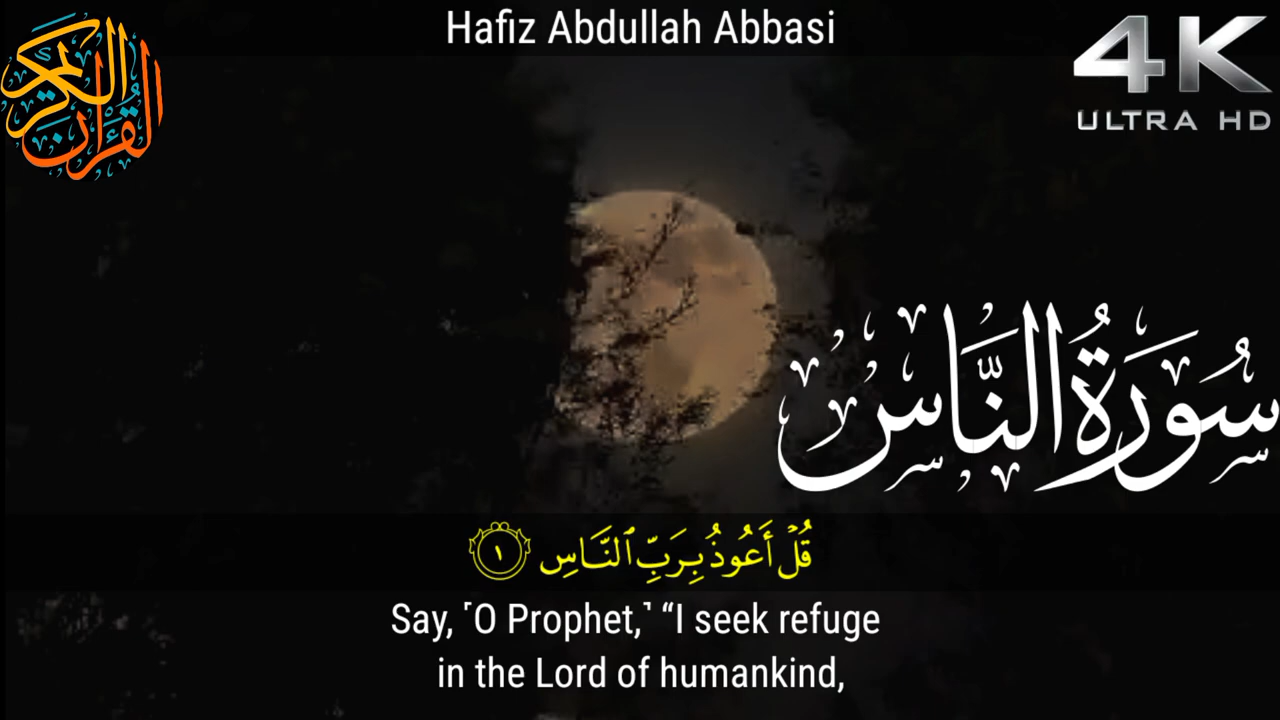 Hafiz Abdullah Abbasi
القرآن الكريم
4K
ULTRA HD
سُورَةُ النَّاسِ
قُلۡ أَعُوذُ بِرَبِّ ٱلنَّاسِ ١
Say, ˹O Prophet,˺ “I seek refuge
in the Lord of humankind,